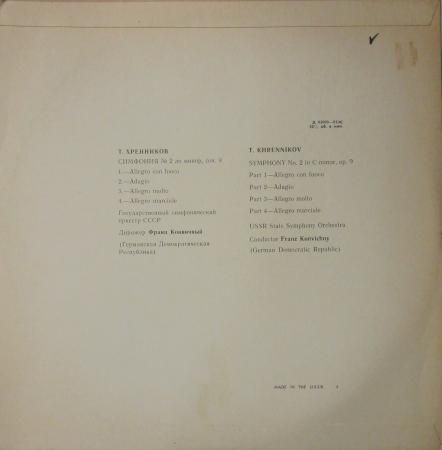 Т. ХРЕННИКОВ
СИМФОНИЯ № 2 до минор, соч. 9
1.—Allegro con fuoco
2.—Adagio
3.—Allegro molto
4.—Allegro marciale
Государственный симфонический
оркестр СССР
Дирижер Франц Конвичный
(Германская Демократическая
Республика)
T. KHRENNIKOV
SYMPHONY No. 2 in C minor, op. 9
Part 1—Allegro con fuoco
Part 2—Adagio
Part 3—Allegro molto
Part 4—Allegro marciale
USSR State Symphony Orchestra
Conductor Franz Konvichny
(German Democratic Republic)
MADE IN THE USSR